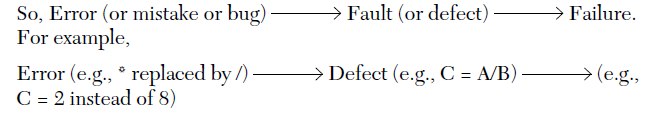 So, Error (or mistake or bug) ⟶ Fault (or defect) ⟶ Failure.
For example,
Error (e.g., * replaced by /) ⟶ Defect (e.g., C = A/B) ⟶ (e.g.,
C = 2 instead of 8)